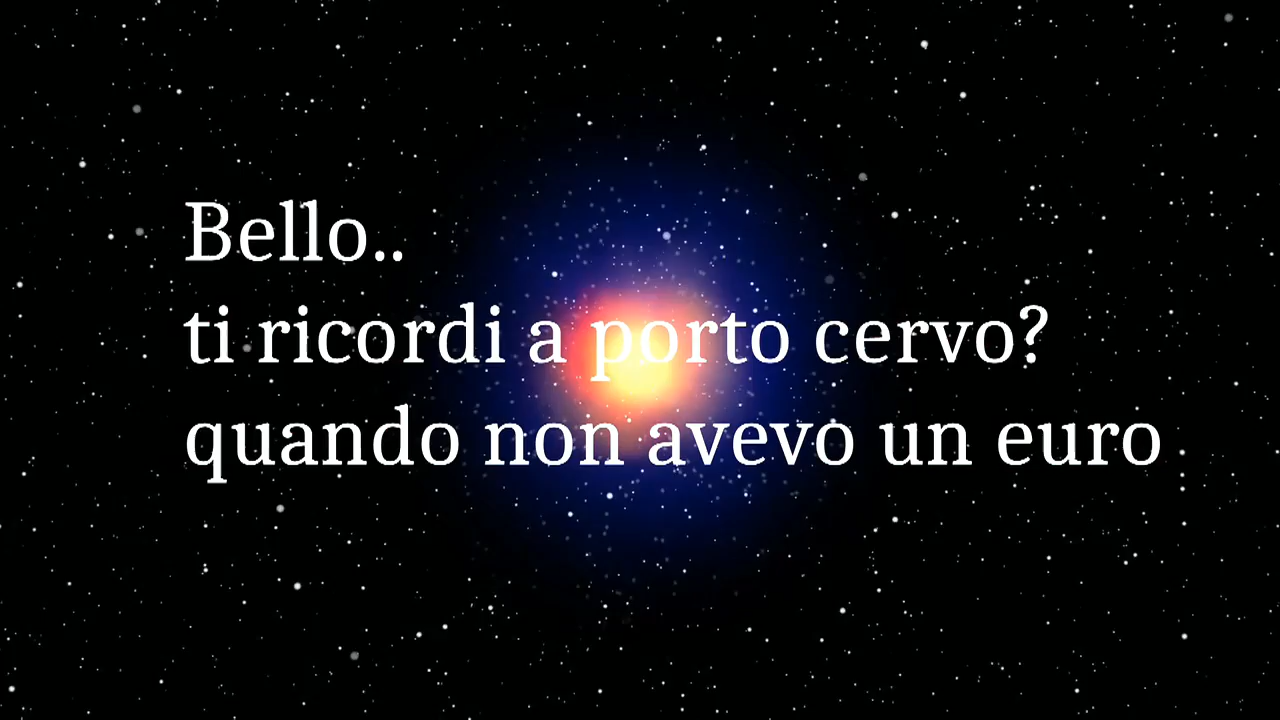 Bello..
ti ricordi a porto cervo?
quando non avevo un euro